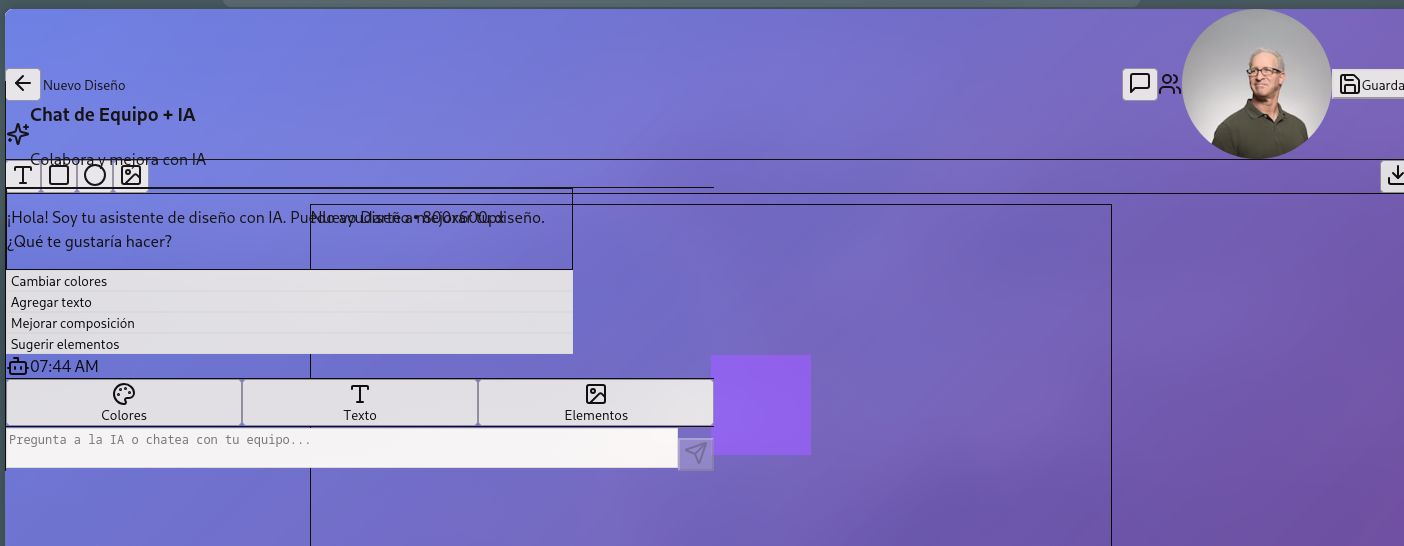 Nuevo Diseño
Guarda
Chat de Equipo + IA
Colabora y mejora con IA
¡Hola! Soy tu asistente de diseño con IA. Puedo ayudarte a mejorar tu diseño.
Nuevo Diseño • 800x600px
¿Qué te gustaría hacer?
Cambiar colores
Agregar texto
Mejorar composición
Sugerir elementos
07:44 AM
Colores
Texto
Elementos
Pregunta a la IA o chatea con tu equipo...